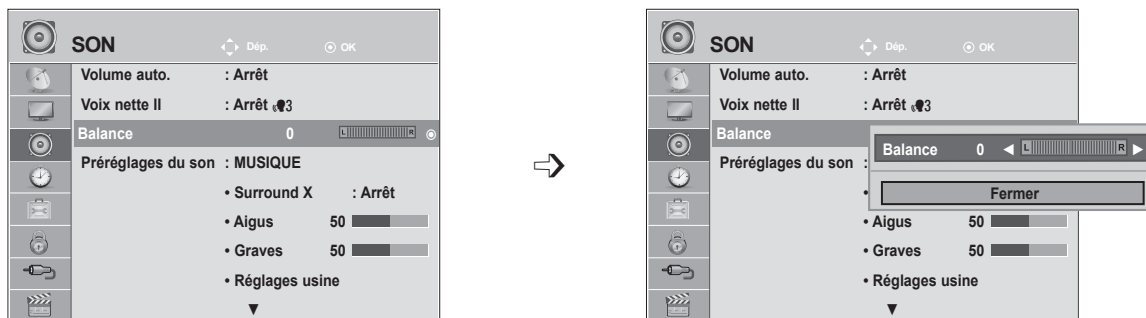 SON Dép. OK
Volume auto. : Arrêt
Voix nette II : Arrêt 3
Balance 0 L R
Préréglages du son : MUSIQUE
• Surround X : Arrêt
• Aigus 50
• Graves 50
• Réglages usine
▼
SON Dép. OK
Volume auto. : Arrêt
Voix nette II : Arrêt 3
Balance
Préréglages du son :
Balance 0 ◀ L R ▶
Fermer
•
• Aigus 50
• Graves 50
• Réglages usine
▼